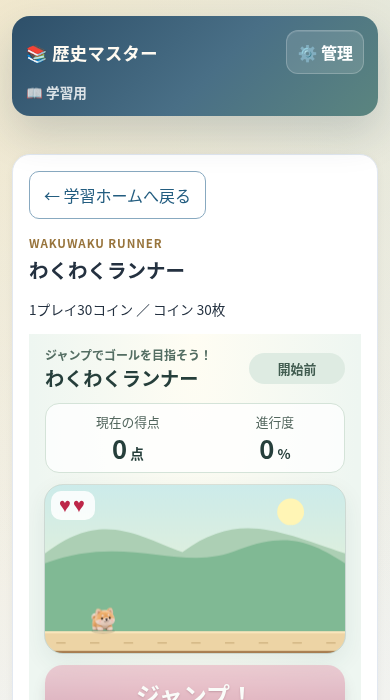 📚 歴史マスター
⚙️ 管理
📖 学習用
← 学習ホームへ戻る
WAKUWAKU RUNNER
わくわくランナー
1プレイ30コイン ／ コイン 30枚
ジャンプでゴールを目指そう！
わくわくランナー
開始前
現在の得点
0 点
進行度
0 %
♥♥
ジャンプ！